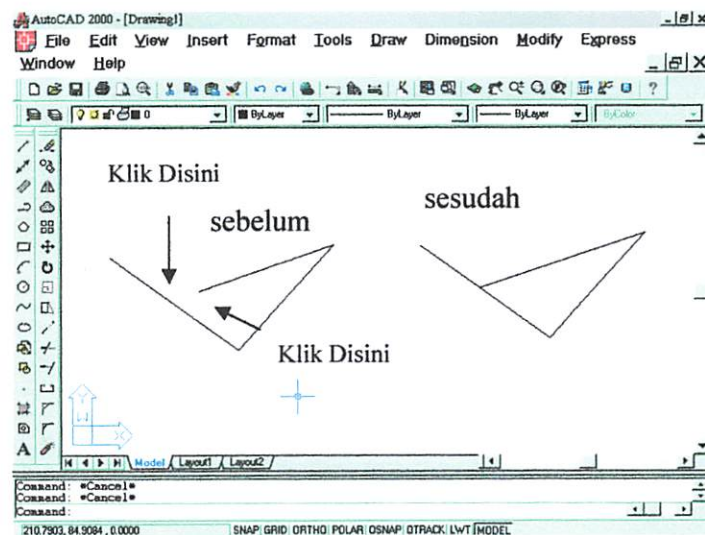 AutoCAD 2000 - [Drawing1]
File Edit View Insert Format Tools Draw Dimension Modify Express
Window Help
0 ByLayer ByLayer ByLayer ByColor
Klik Disini
sebelum
sesudah
Klik Disini
Y
W
X
A
Model Layout1 Layout2
Command: *Cancel*
Command: *Cancel*
Command:
210.7903, 84.9084 , 0.0000 SNAP GRID ORTHO POLAR OSNAP OTRACK LWT MODEL